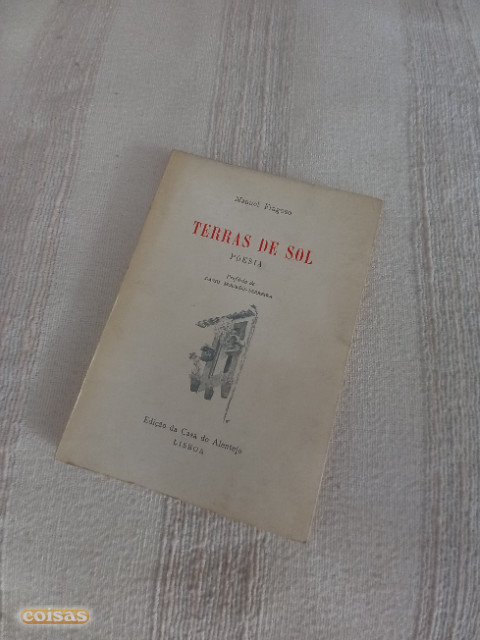 Manuel Fragoso
TERRAS DE SOL
POESIA
Prefácio de
Edição da Casa do Alentejo
LISBOA
coisas